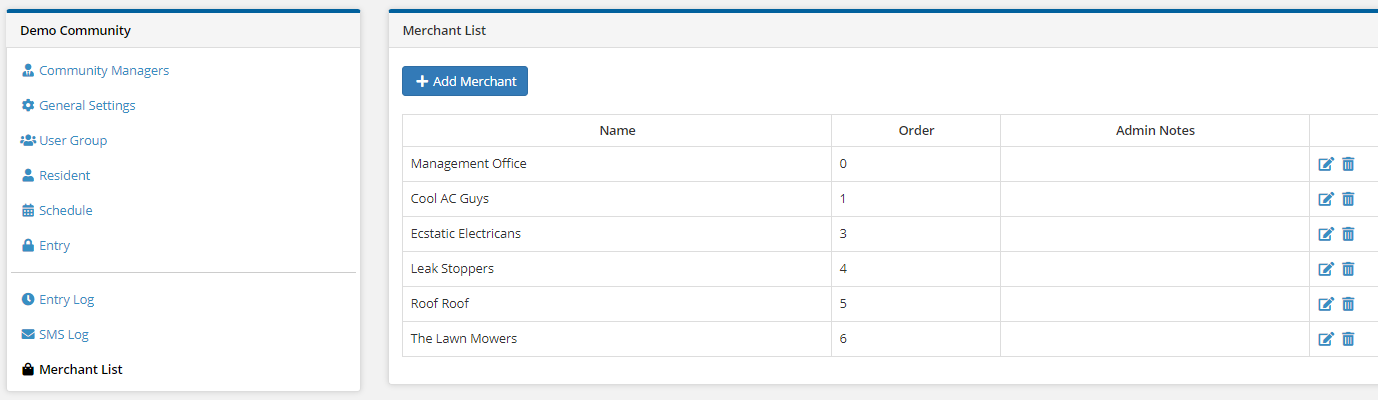 Demo Community
Community Managers
General Settings
User Group
Resident
Schedule
Entry
Entry Log
SMS Log
Merchant List
Merchant List
Add Merchant
Name Order Admin Notes
Management Office 0
Cool AC Guys 1
Ecstatic Electricans 3
Leak Stoppers 4
Roof Roof 5
The Lawn Mowers 6